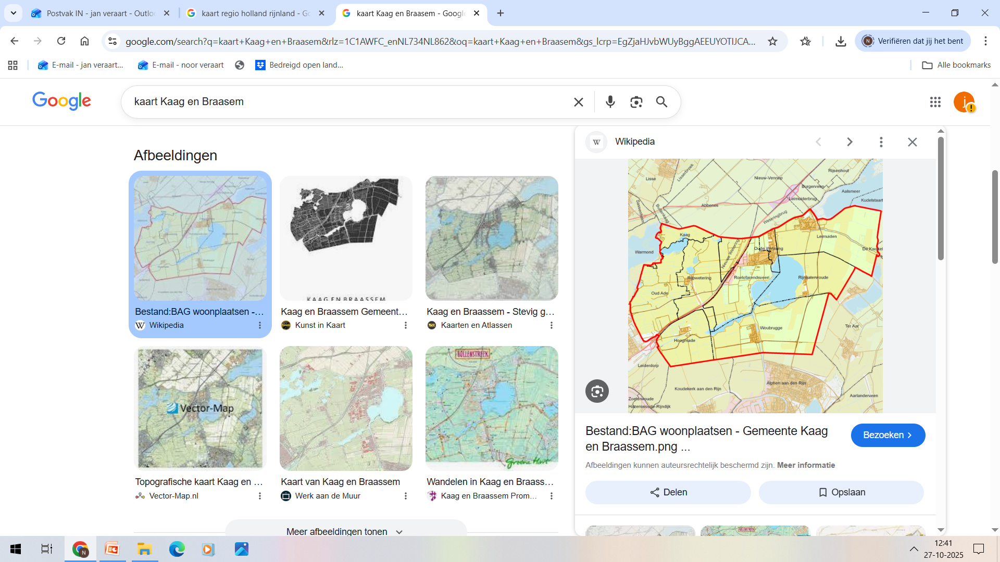 Postvak IN - jan veraart - Outlo
kaart regio holland rijnland - Go
kaart Kaag en Braasem - Google
google.com/search?q=kaart+Kaag+en+Braasem&rlz=1C1AWFC_enNL734NL862&oq=kaart+Kaag+en+Braasem&gs_lcrp=EgZjaHJvbWUyBggAEEUYOTIJCA...
N
Verifiëren dat jij het bent
E-mail - jan veraart...
E-mail - noor veraart
Bedreigd open land...
Alle bookmarks
Google
kaart Kaag en Braasem
j
Afbeeldingen
KAAG EN BRAASSEM
Bestand:BAG woonplaatsen -...
W Wikipedia
Kaag en Braassem Gemeent...
Kunst in Kaart
Kaag en Braassem - Stevig g...
Kaarten en Atlassen
Vector-Map
BOLLENSTREEK
Groene Hart
Topografische kaart Kaag en ...
Vector-Map.nl
Kaart van Kaag en Braassem
Werk aan de Muur
Wandelen in Kaag en Braass...
Kaag en Braassem Prom...
Meer afbeeldingen tonen
W Wikipedia
Rijsenhout
Lisse
Lisserbroek
Nieuw-Vennep
Burgerveen
Aalsmeer
Leimuiderbrug
Kudelstaart
Sassenheim
Abbenes
Buitenkaag
Weteringbrug
Kaag
Leimuiden
Warmond
Nieuwe Wetering
Oude Wetering
De Kwakel
Rijpwetering
Roelofarendsveen
Rijnsaterwoude
Oud Ade
Ter Aar
Woubrugge
Hoogmade
Leiderdorp
Alphen aan den Rijn
Koudekerk aan den Rijn
Aarlanderveen
Zoeterwoude
Hazerswoude-Rijndijk
Bestand:BAG woonplaatsen - Gemeente Kaag
en Braassem.png ...
Bezoeken
Afbeeldingen kunnen auteursrechtelijk beschermd zijn. Meer informatie
Delen
Opslaan
12:41
27-10-2025